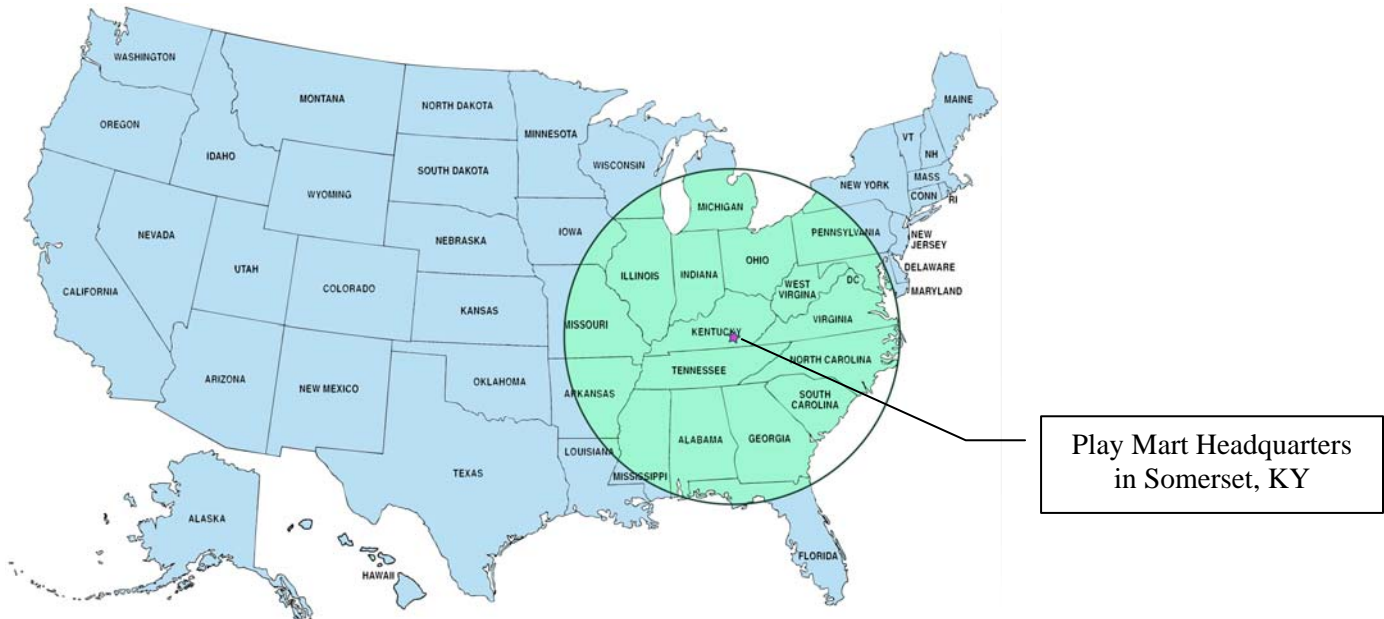 WASHINGTON
MONTANA
NORTH DAKOTA
MINNESOTA
MAINE
OREGON
IDAHO
WISCONSIN
VT
NH
SOUTH DAKOTA
MASS
WYOMING
NEW YORK
CONN
RI
MICHIGAN
NEVADA
NEBRASKA
IOWA
PENNSYLVANIA
NEW
JERSEY
UTAH
ILLINOIS
INDIANA
OHIO
DELAWARE
CALIFORNIA
COLORADO
WEST
VIRGINA
DC
MARYLAND
KANSAS
MISSOURI
VIRGINIA
KENTUCKY
NORTH CAROLINA
ARIZONA
NEW MEXICO
OKLAHOMA
TENNESSEE
ARKANSAS
SOUTH
CAROLINA
ALABAMA
GEORGIA
TEXAS
LOUISIANA
MISSISSIPPI
ALASKA
HAWAII
FLORIDA
Play Mart Headquarters
in Somerset, KY